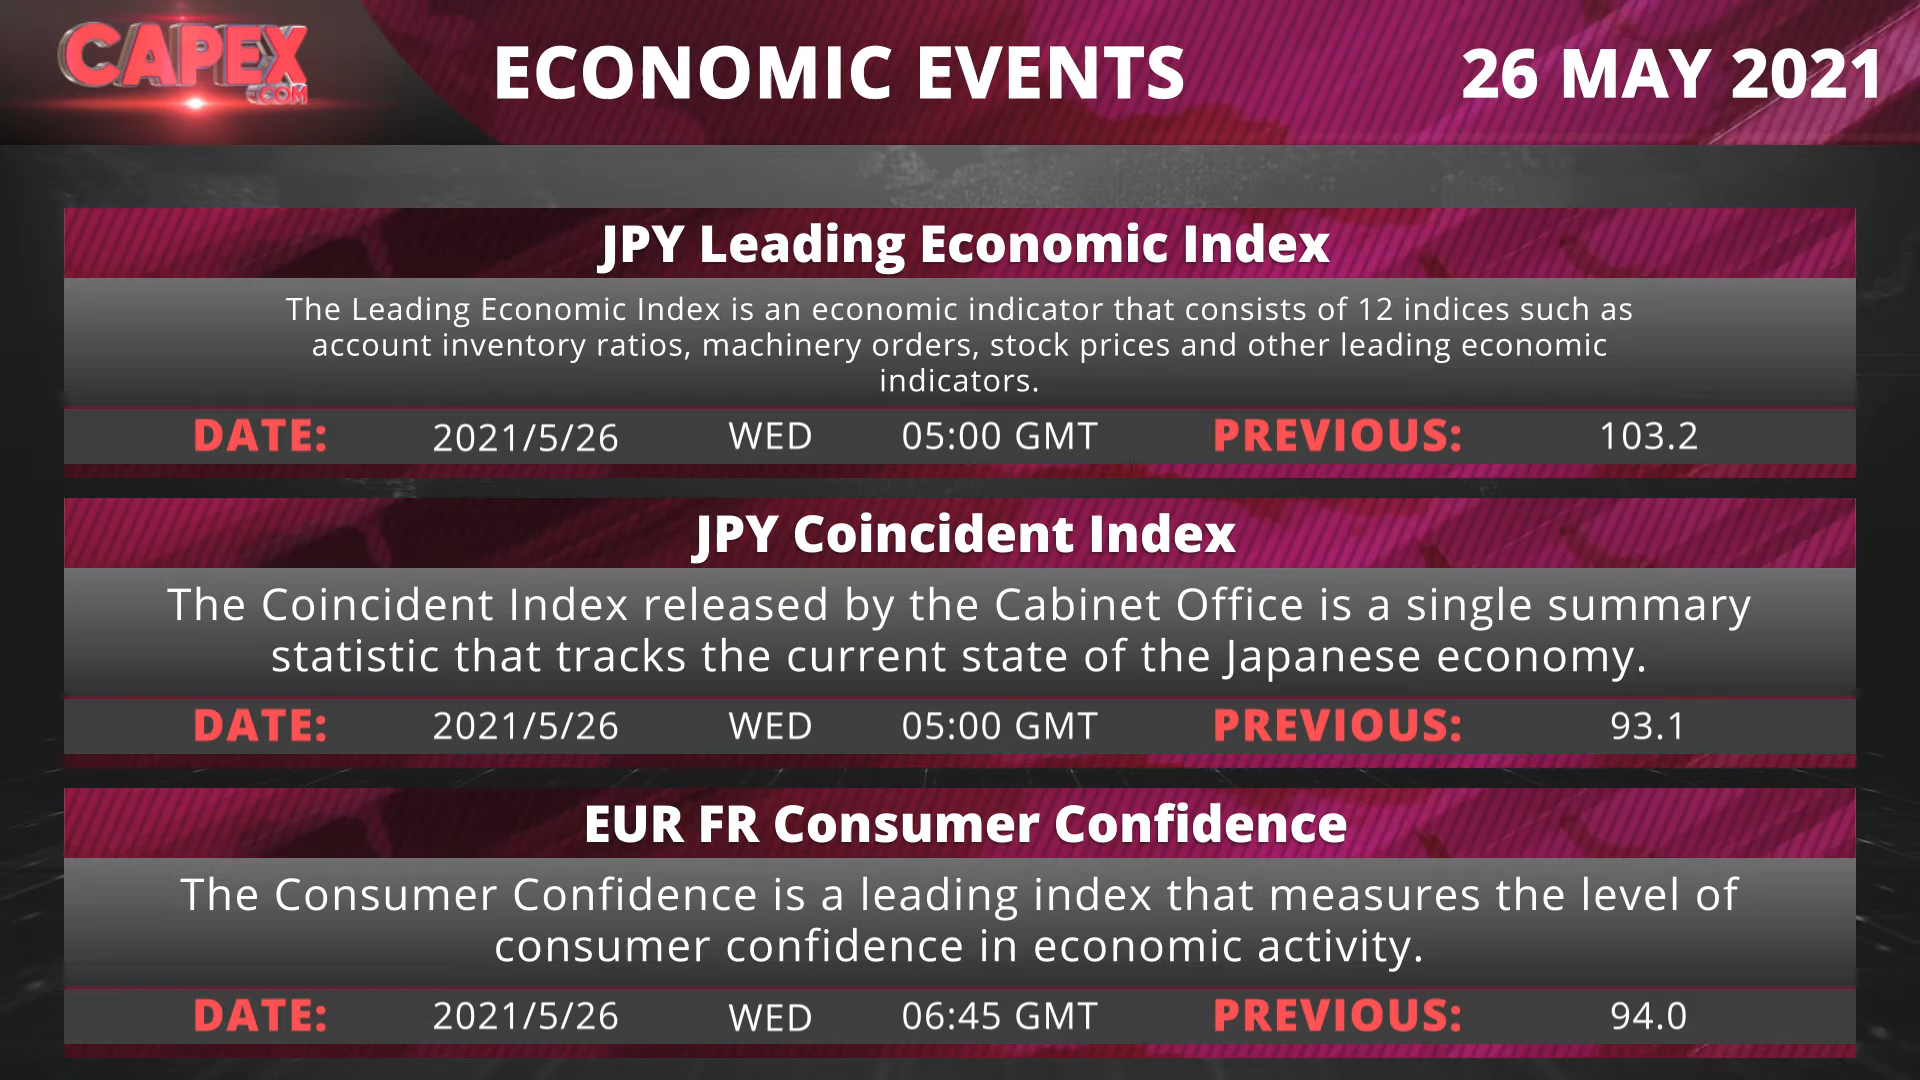 CAPEX
.COM
ECONOMIC EVENTS
26 MAY 2021
JPY Leading Economic Index
The Leading Economic Index is an economic indicator that consists of 12 indices such as
account inventory ratios, machinery orders, stock prices and other leading economic
indicators.
DATE: 2021/5/26 WED 05:00 GMT PREVIOUS: 103.2
JPY Coincident Index
The Coincident Index released by the Cabinet Office is a single summary
statistic that tracks the current state of the Japanese economy.
DATE: 2021/5/26 WED 05:00 GMT PREVIOUS: 93.1
EUR FR Consumer Confidence
The Consumer Confidence is a leading index that measures the level of
consumer confidence in economic activity.
DATE: 2021/5/26 WED 06:45 GMT PREVIOUS: 94.0